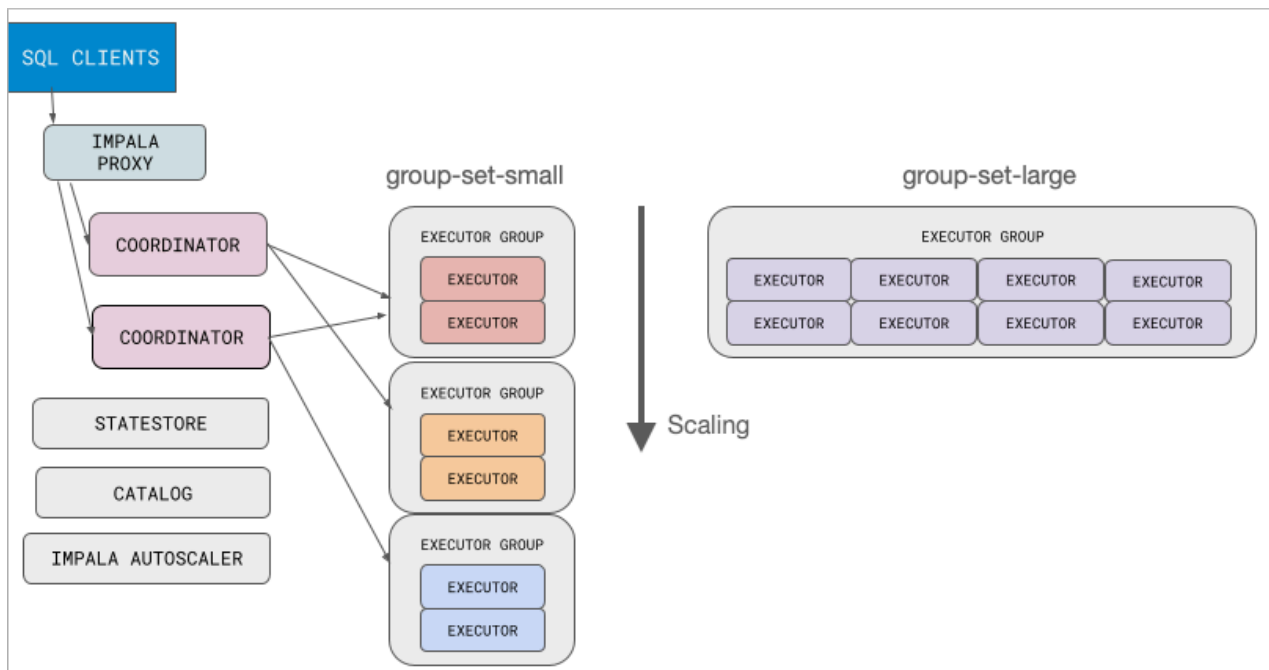 SQL CLIENTS
IMPALA
PROXY
COORDINATOR
COORDINATOR
STATESTORE
CATALOG
IMPALA AUTOSCALER
group-set-small
EXECUTOR GROUP
EXECUTOR
EXECUTOR
EXECUTOR GROUP
EXECUTOR
EXECUTOR
EXECUTOR GROUP
EXECUTOR
EXECUTOR
Scaling
group-set-large
EXECUTOR GROUP
EXECUTOR EXECUTOR EXECUTOR EXECUTOR
EXECUTOR EXECUTOR EXECUTOR EXECUTOR